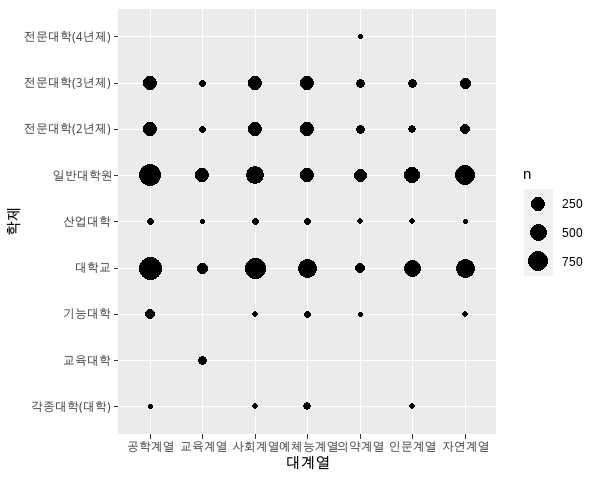 전문대학(4년제)
전문대학(3년제)
전문대학(2년제)
일반대학원
산업대학
대학교
기능대학
교육대학
각종대학(대학)
학제
공학계열 교육계열 사회계열 예체능계열 의약계열 인문계열 자연계열
대계열
n
250
500
750